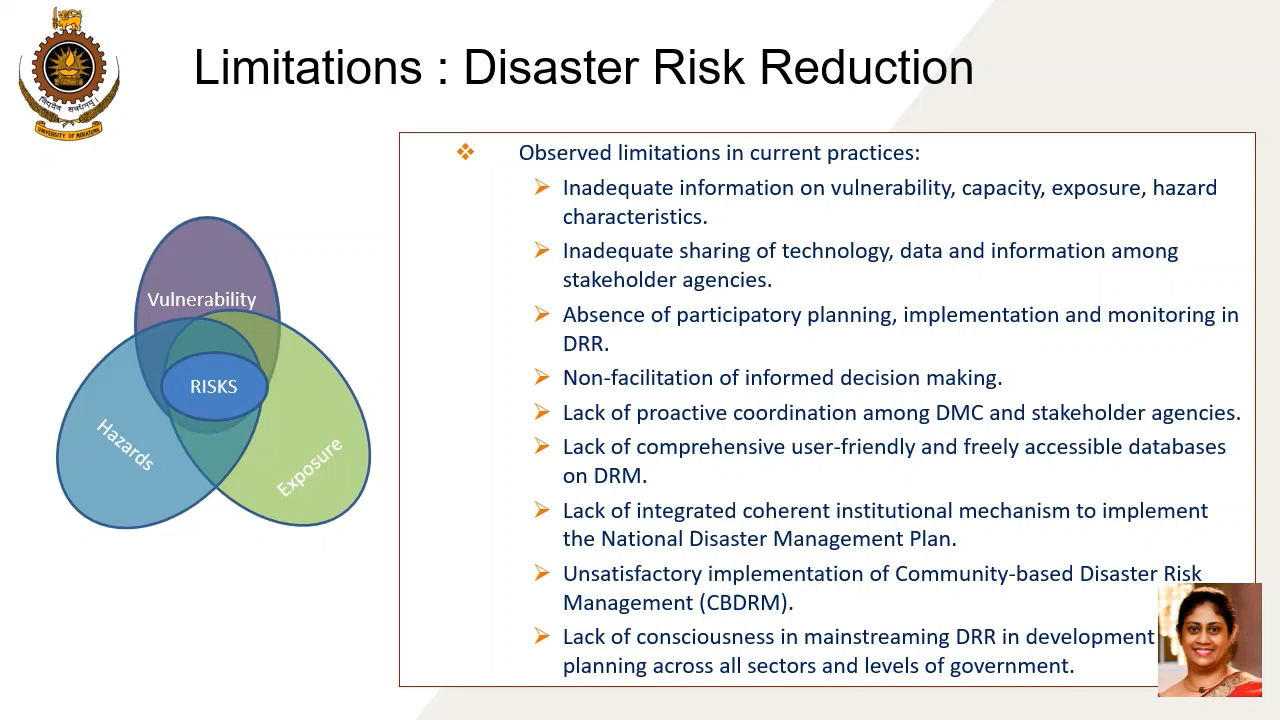 Limitations : Disaster Risk Reduction
UNIVERSITY OF MORATUWA
Vulnerability
RISKS
Hazards
Exposure
Observed limitations in current practices:
Inadequate information on vulnerability, capacity, exposure, hazard
characteristics.
Inadequate sharing of technology, data and information among
stakeholder agencies.
Absence of participatory planning, implementation and monitoring in
DRR.
Non-facilitation of informed decision making.
Lack of proactive coordination among DMC and stakeholder agencies.
Lack of comprehensive user-friendly and freely accessible databases
on DRM.
Lack of integrated coherent institutional mechanism to implement
the National Disaster Management Plan.
Unsatisfactory implementation of Community-based Disaster Risk
Management (CBDRM).
Lack of consciousness in mainstreaming DRR in development
planning across all sectors and levels of government.